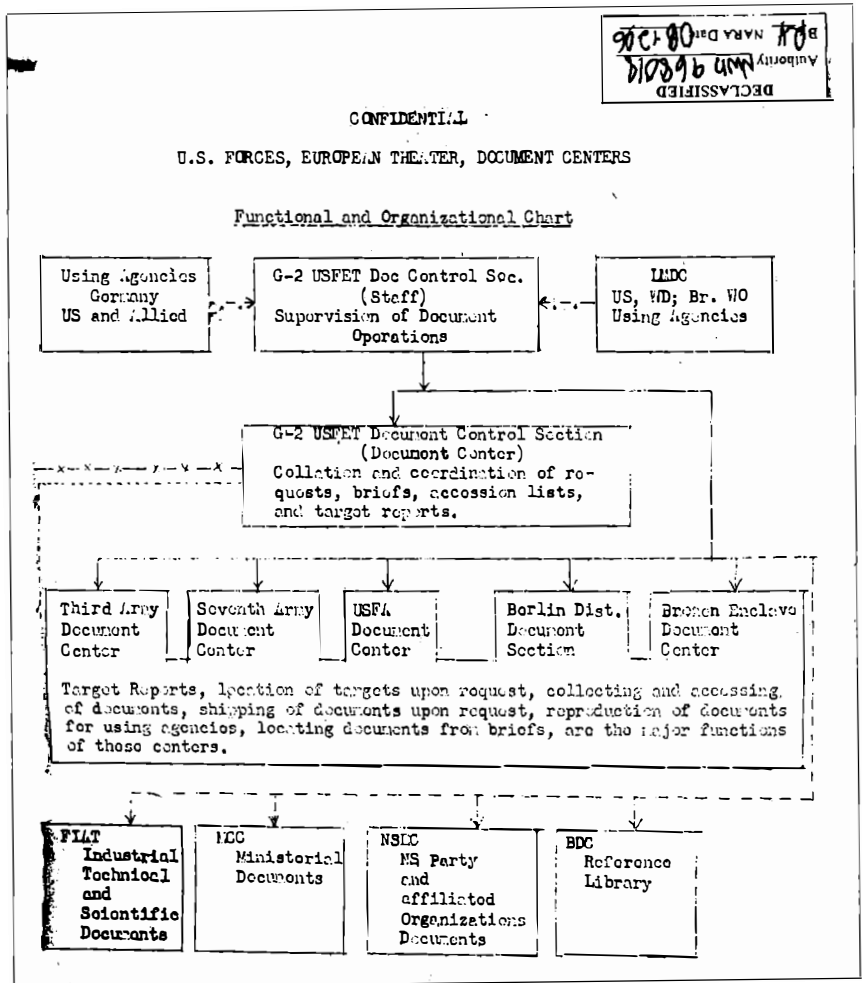 DECLASSIFIED
Authority NND 968018
BRA NARA Date 081206
CONFIDENTIAL
U.S. FORCES, EUROPEAN THEATER, DOCUMENT CENTERS
Functional and Organizational Chart
Using Agencies
Germany
US and Allied
G-2 USFET Doc Control Sec.
(Staff)
Supervision of Document
Operations
LMDC
US, WD; Br. WO
Using Agencies
G-2 USFET Document Control Section
(Document Center)
Collation and coordination of re-
quests, briefs, accession lists,
and target reports.
Third Army
Document
Center
Seventh Army
Document
Center
USFA
Document
Center
Berlin Dist.
Document
Section
Bremen Enclave
Document
Center
Target Reports, location of targets upon request, collecting and accessing
of documents, shipping of documents upon request, reproduction of documents
for using agencies, locating documents from briefs, are the major functions
of these centers.
FIAT
Industrial
Technical
and
Scientific
Documents
MCC
Ministerial
Documents
NSDC
NS Party
and
affiliated
Organizations
Documents
BDC
Reference
Library